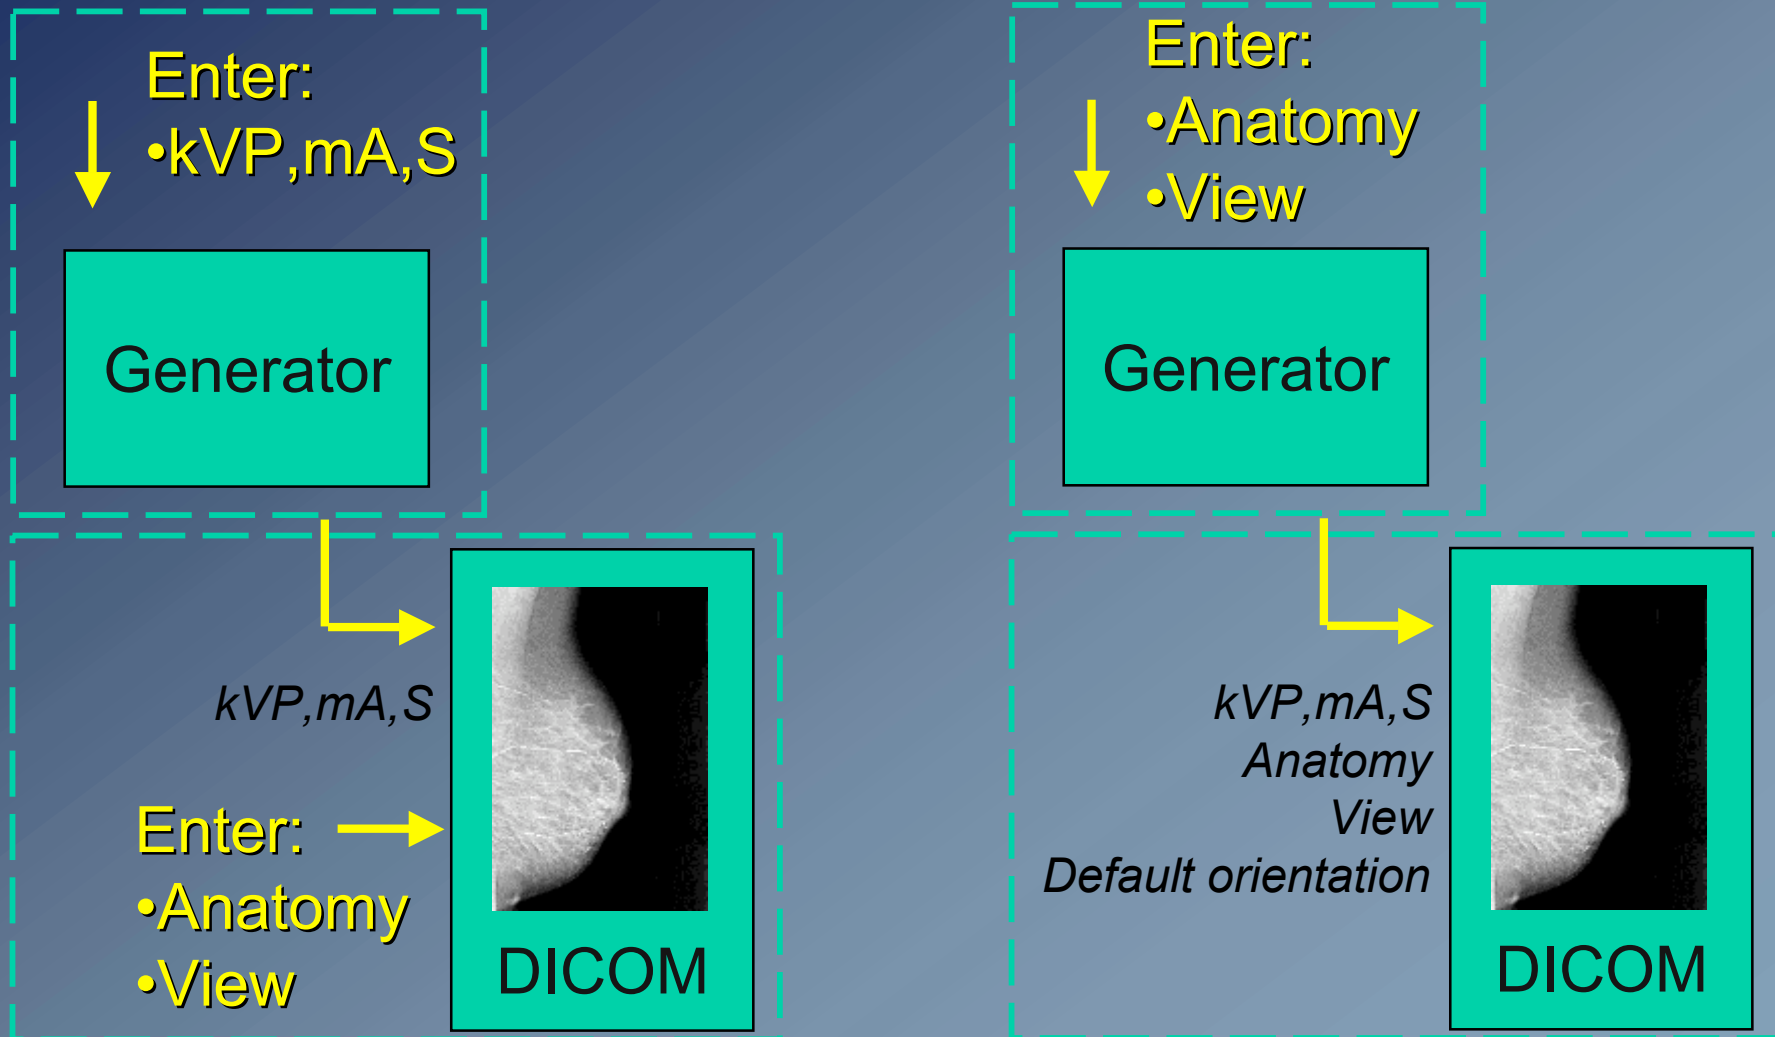 Enter:
•kVP,mA,S
Generator
kVP,mA,S
Enter:
•Anatomy
•View
DICOM
Enter:
•Anatomy
•View
Generator
kVP,mA,S
Anatomy
View
Default orientation
DICOM